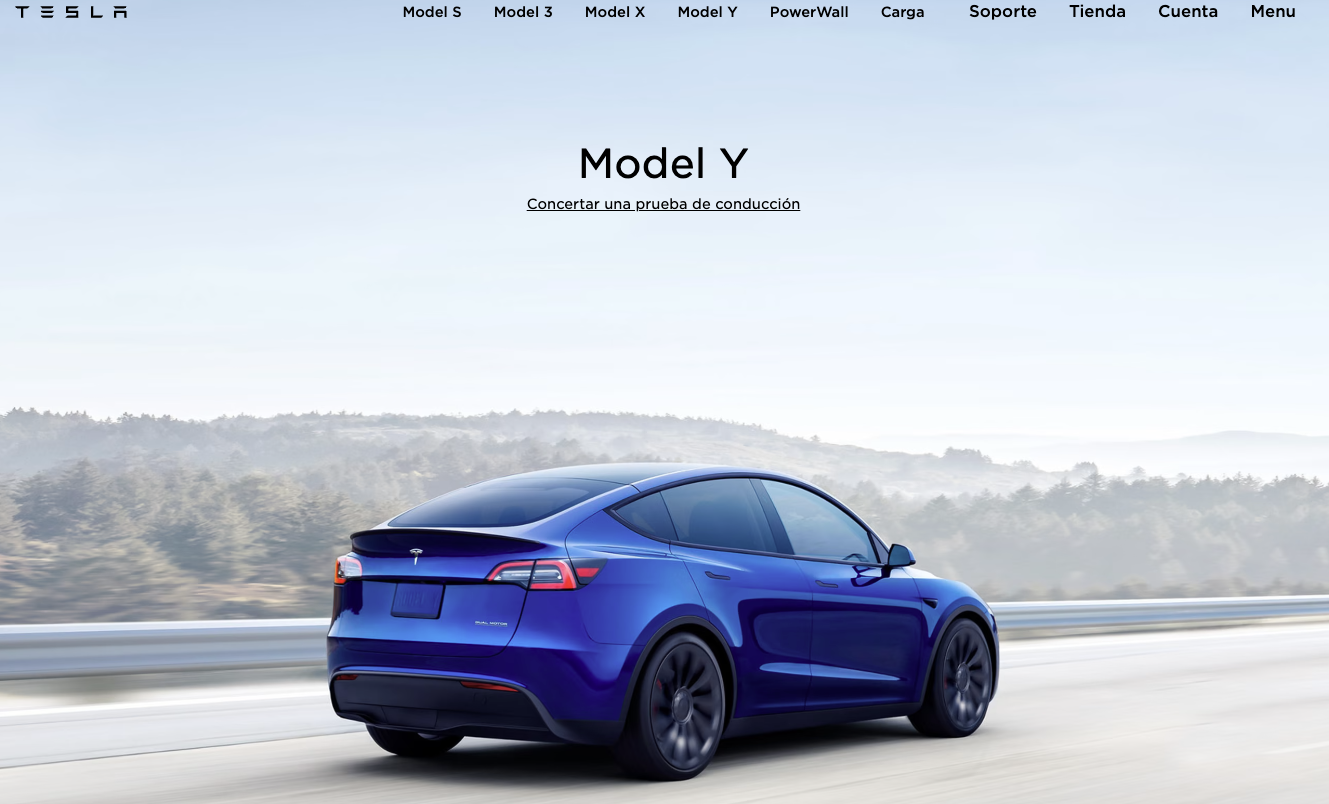 TESLA Model S Model 3 Model X Model Y PowerWall Carga Soporte Tienda Cuenta Menu
Model Y
Concertar una prueba de conducción
DUAL MOTOR